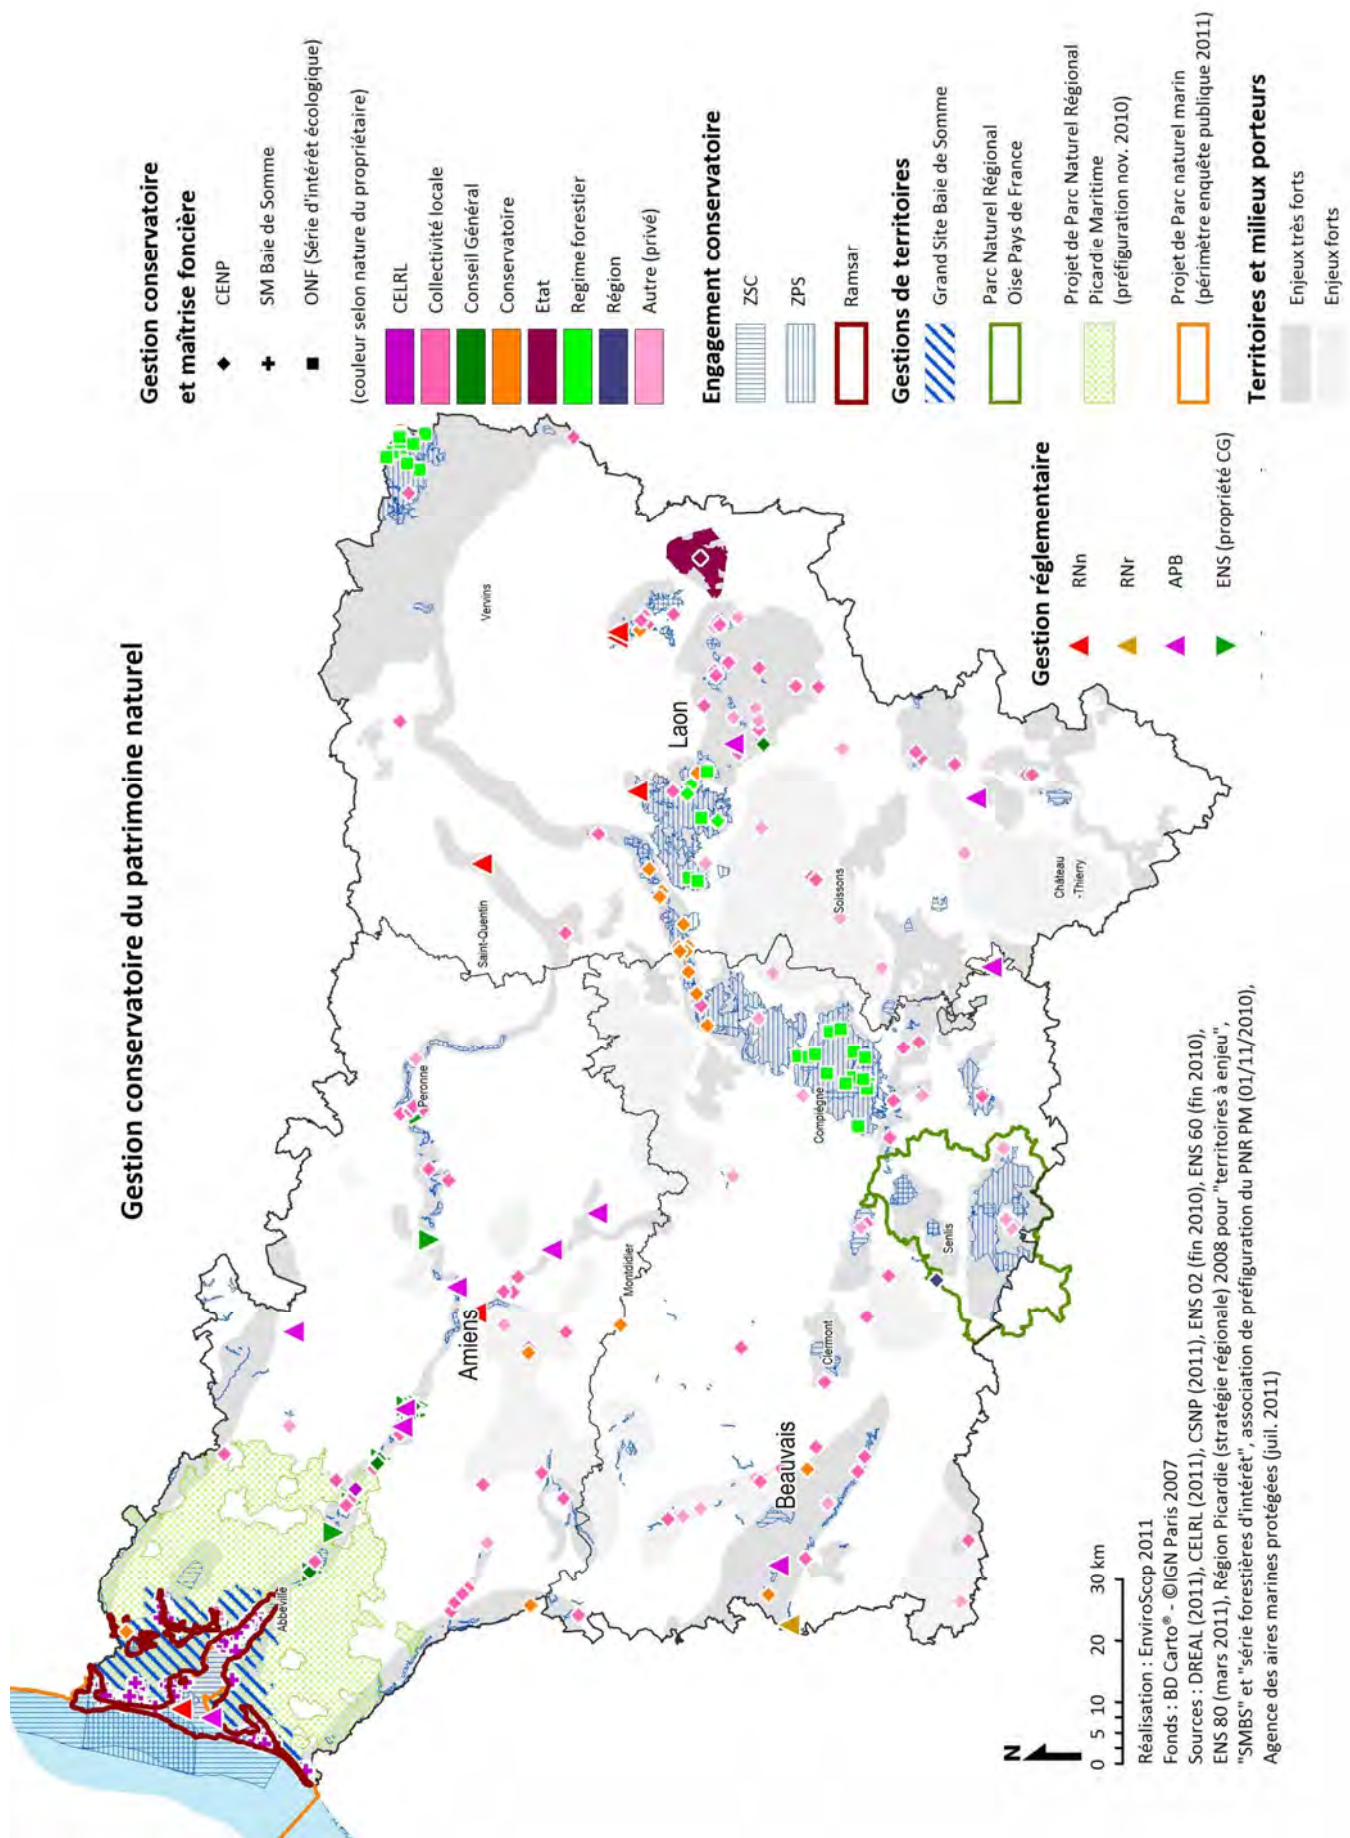 Gestion conservatoire du patrimoine naturel
Gestion conservatoire
et maîtrise foncière
CENP
SM Baie de Somme
ONF (Série d'intérêt écologique)
(couleur selon nature du propriétaire)
CELRL
Collectivité locale
Conseil Général
Conservatoire
Etat
Regime forestier
Région
Autre (privé)
Engagement conservatoire
ZSC
ZPS
Ramsar
Gestions de territoires
Grand Site Baie de Somme
Parc Naturel Régional
Oise Pays de France
Projet de Parc Naturel Régional
Picardie Maritime
(préfiguration nov. 2010)
Projet de Parc naturel marin
(périmètre enquête publique 2011)
Territoires et milieux porteurs
Enjeux très forts
Enjeux forts
Gestion réglementaire
RNn
RNr
APB
ENS (propriété CG)
Abbeville
Amiens
Peronne
Montdidier
Saint-Quentin
Vervins
Laon
Soissons
Château
-Thierry
Compiègne
Senlis
Clermont
Beauvais
N
0 5 10 20 30 km
Réalisation : EnviroSccp 2011
Fonds : BD Carto® - ©IGN Paris 2007
Sources : DREAL (2011), CELRL (2011), CSNP (2011), ENS 02 (fin 2010), ENS 60 (fin 2010),
ENS 80 (mars 2011), Région Picardie (stratégie régionale) 2008 pour "territoires à enjeu",
"SMBS" et "série forestières d'intérêt", association de préfiguration du PNR PM (01/11/2010),
Agence des aires marines protégées (juil. 2011)